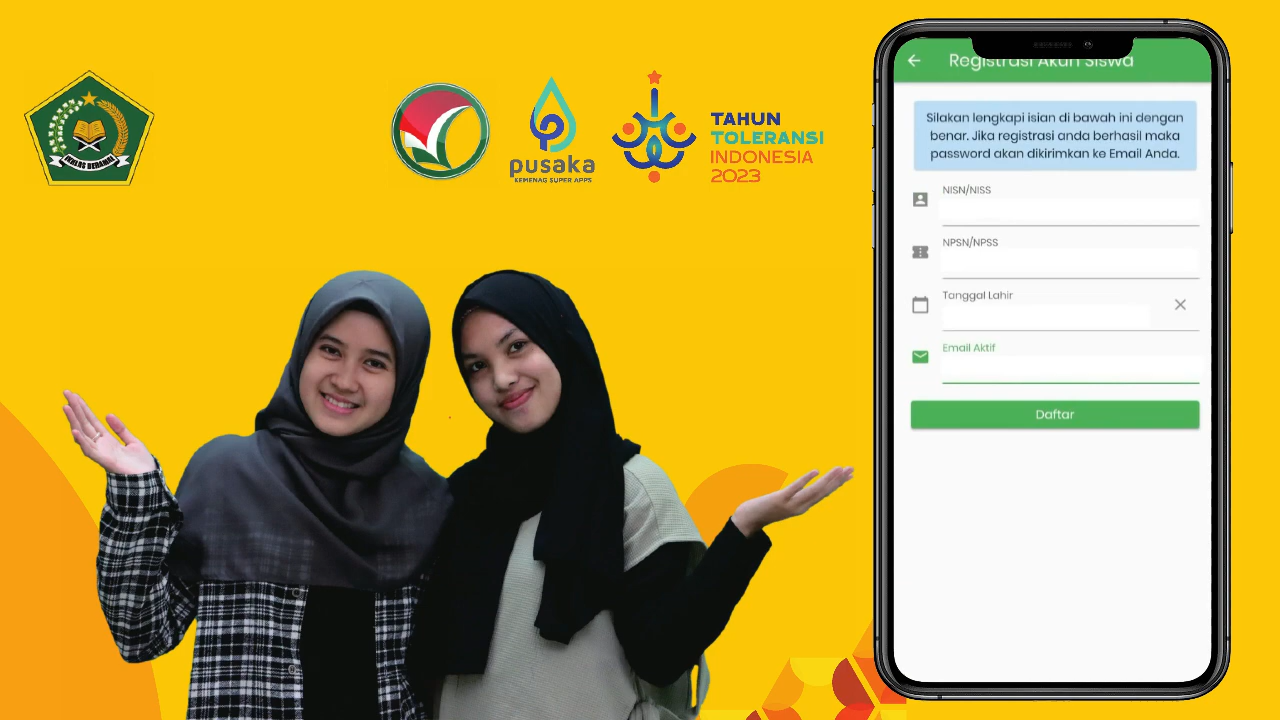 IKHLAS BERAMAL
pusaka
KEMENAG SUPER APPS
TAHUN
TOLERANSI
INDONESIA
2023
Registrasi Akun Siswa
Silakan lengkapi isian di bawah ini dengan
benar. Jika registrasi anda berhasil maka
password akan dikirimkan ke Email Anda.
NISN/NISS
NPSN/NPSS
Tanggal Lahir
Email Aktif
Daftar